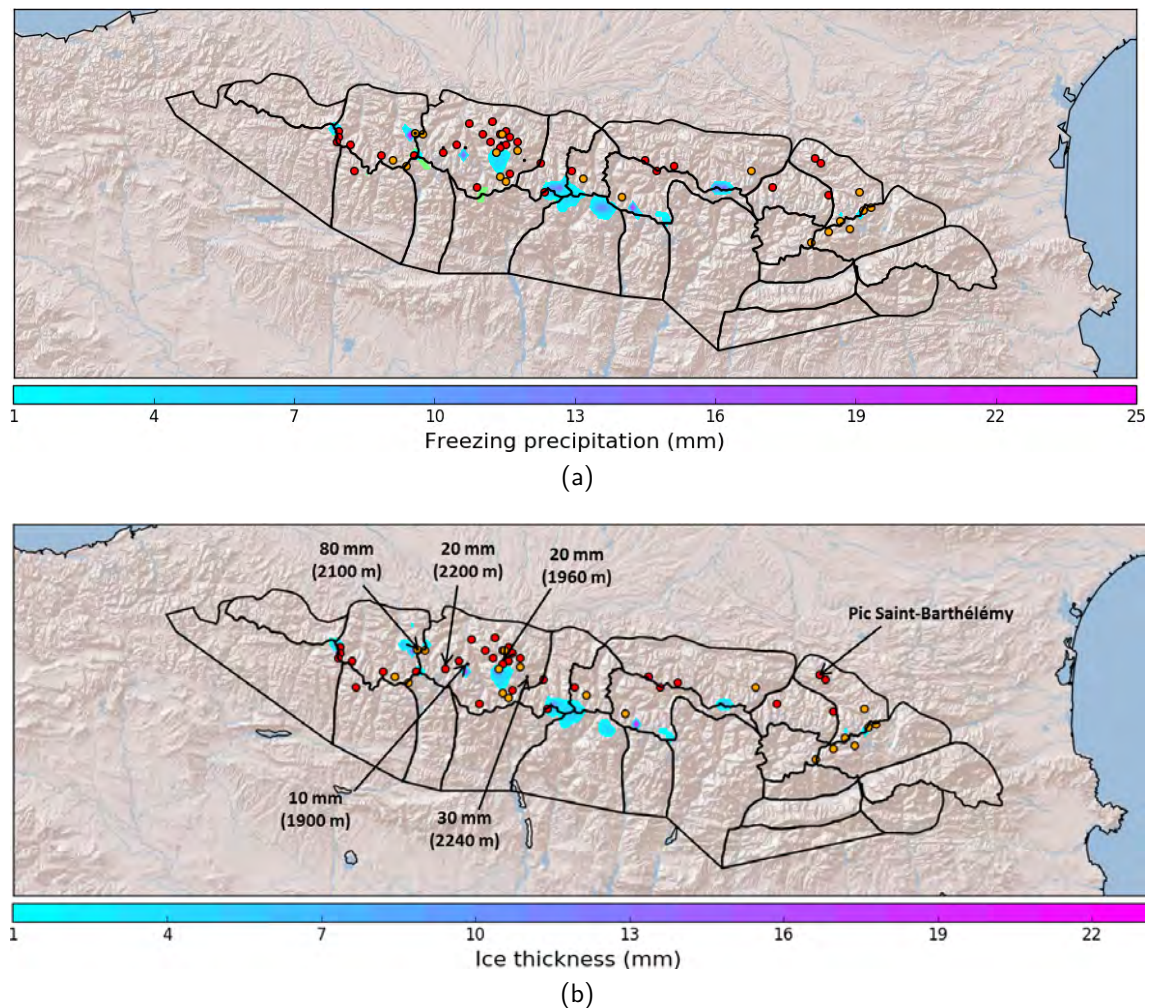 1 4 7 10 13 16 19 22 25
Freezing precipitation (mm)
(a)
80 mm
(2100 m)
20 mm
(2200 m)
20 mm
(1960 m)
Pic Saint-Barthélémy
10 mm
(1900 m)
30 mm
(2240 m)
1 4 7 10 13 16 19 22
Ice thickness (mm)
(b)